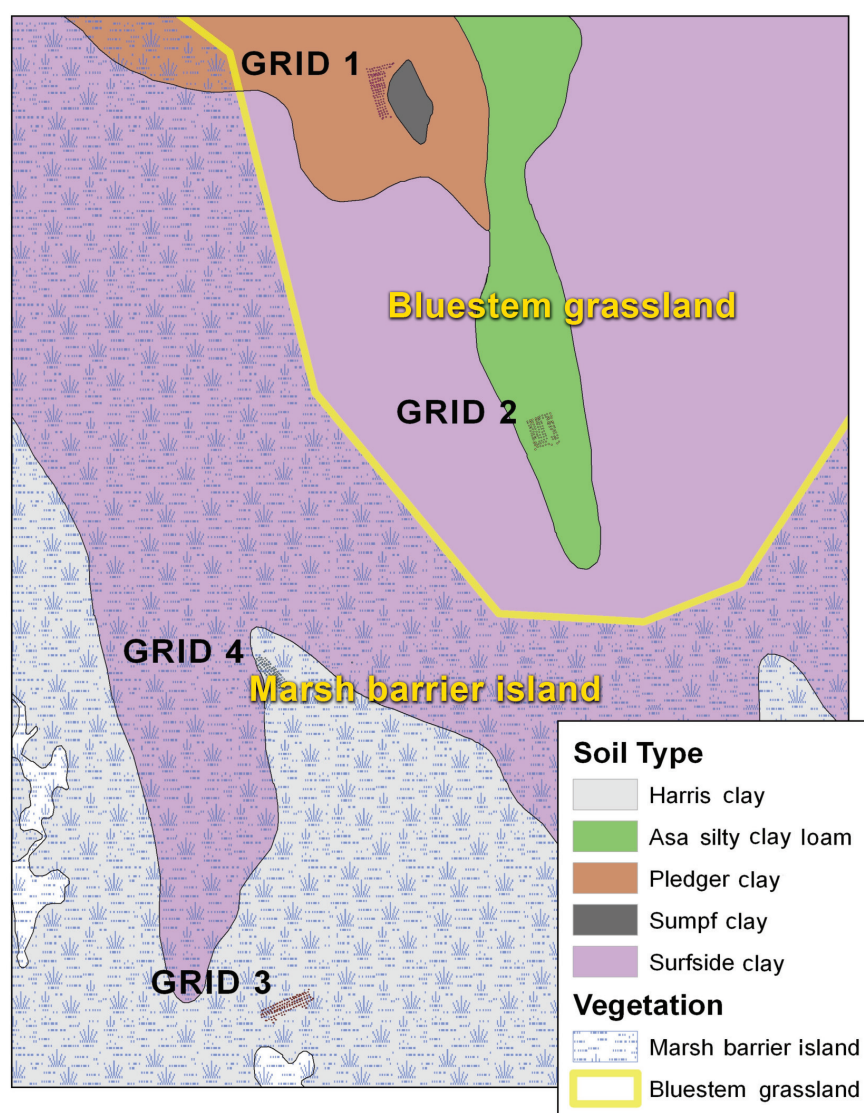 GRID 1
Bluestem grassland
GRID 2
GRID 4
Marsh barrier island
GRID 3
Soil Type
Harris clay
Asa silty clay loam
Pledger clay
Sumpf clay
Surfside clay
Vegetation
Marsh barrier island
Bluestem grassland